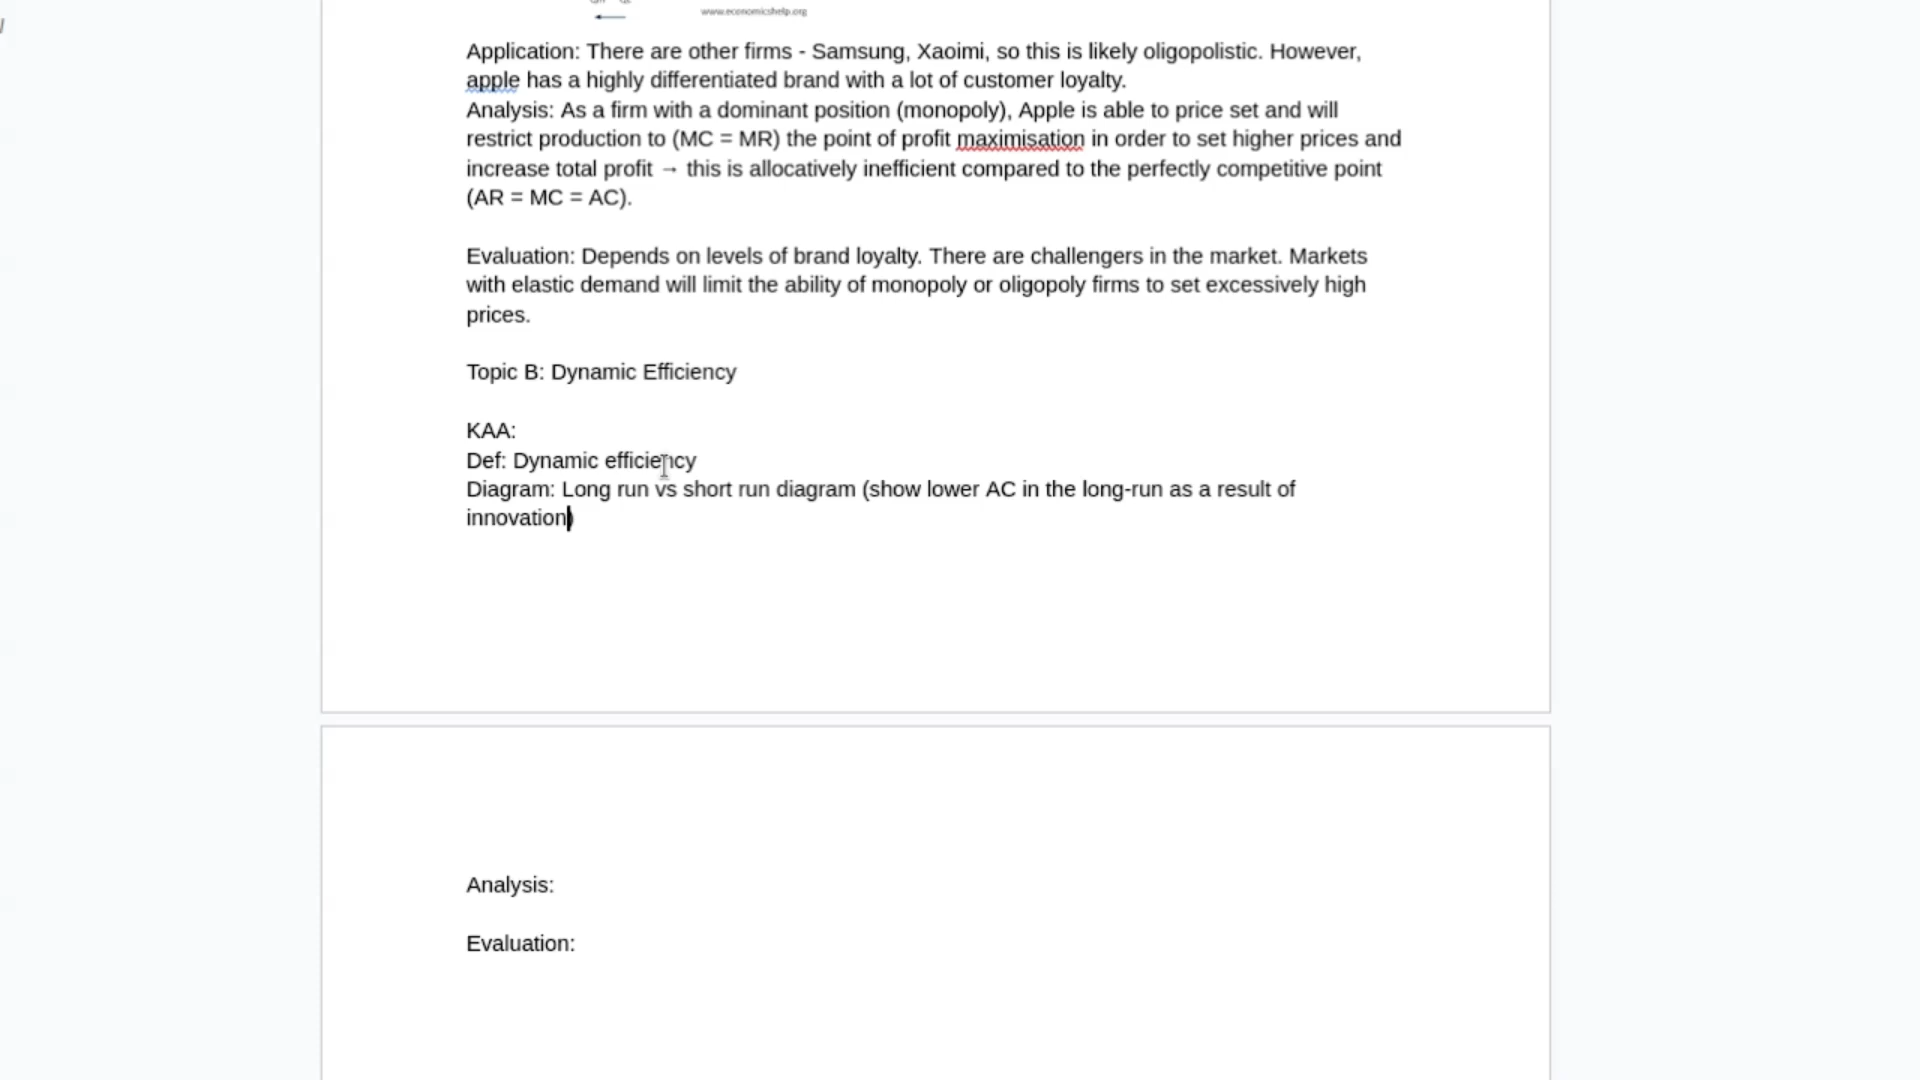 www.economicshelp.org
Application: There are other firms - Samsung, Xaoimi, so this is likely oligopolistic. However,
apple has a highly differentiated brand with a lot of customer loyalty.
Analysis: As a firm with a dominant position (monopoly), Apple is able to price set and will
restrict production to (MC = MR) the point of profit maximisation in order to set higher prices and
increase total profit → this is allocatively inefficient compared to the perfectly competitive point
(AR = MC = AC).
Evaluation: Depends on levels of brand loyalty. There are challengers in the market. Markets
with elastic demand will limit the ability of monopoly or oligopoly firms to set excessively high
prices.
Topic B: Dynamic Efficiency
KAA:
Def: Dynamic efficiency
Diagram: Long run vs short run diagram (show lower AC in the long-run as a result of
innovation)
Analysis:
Evaluation: